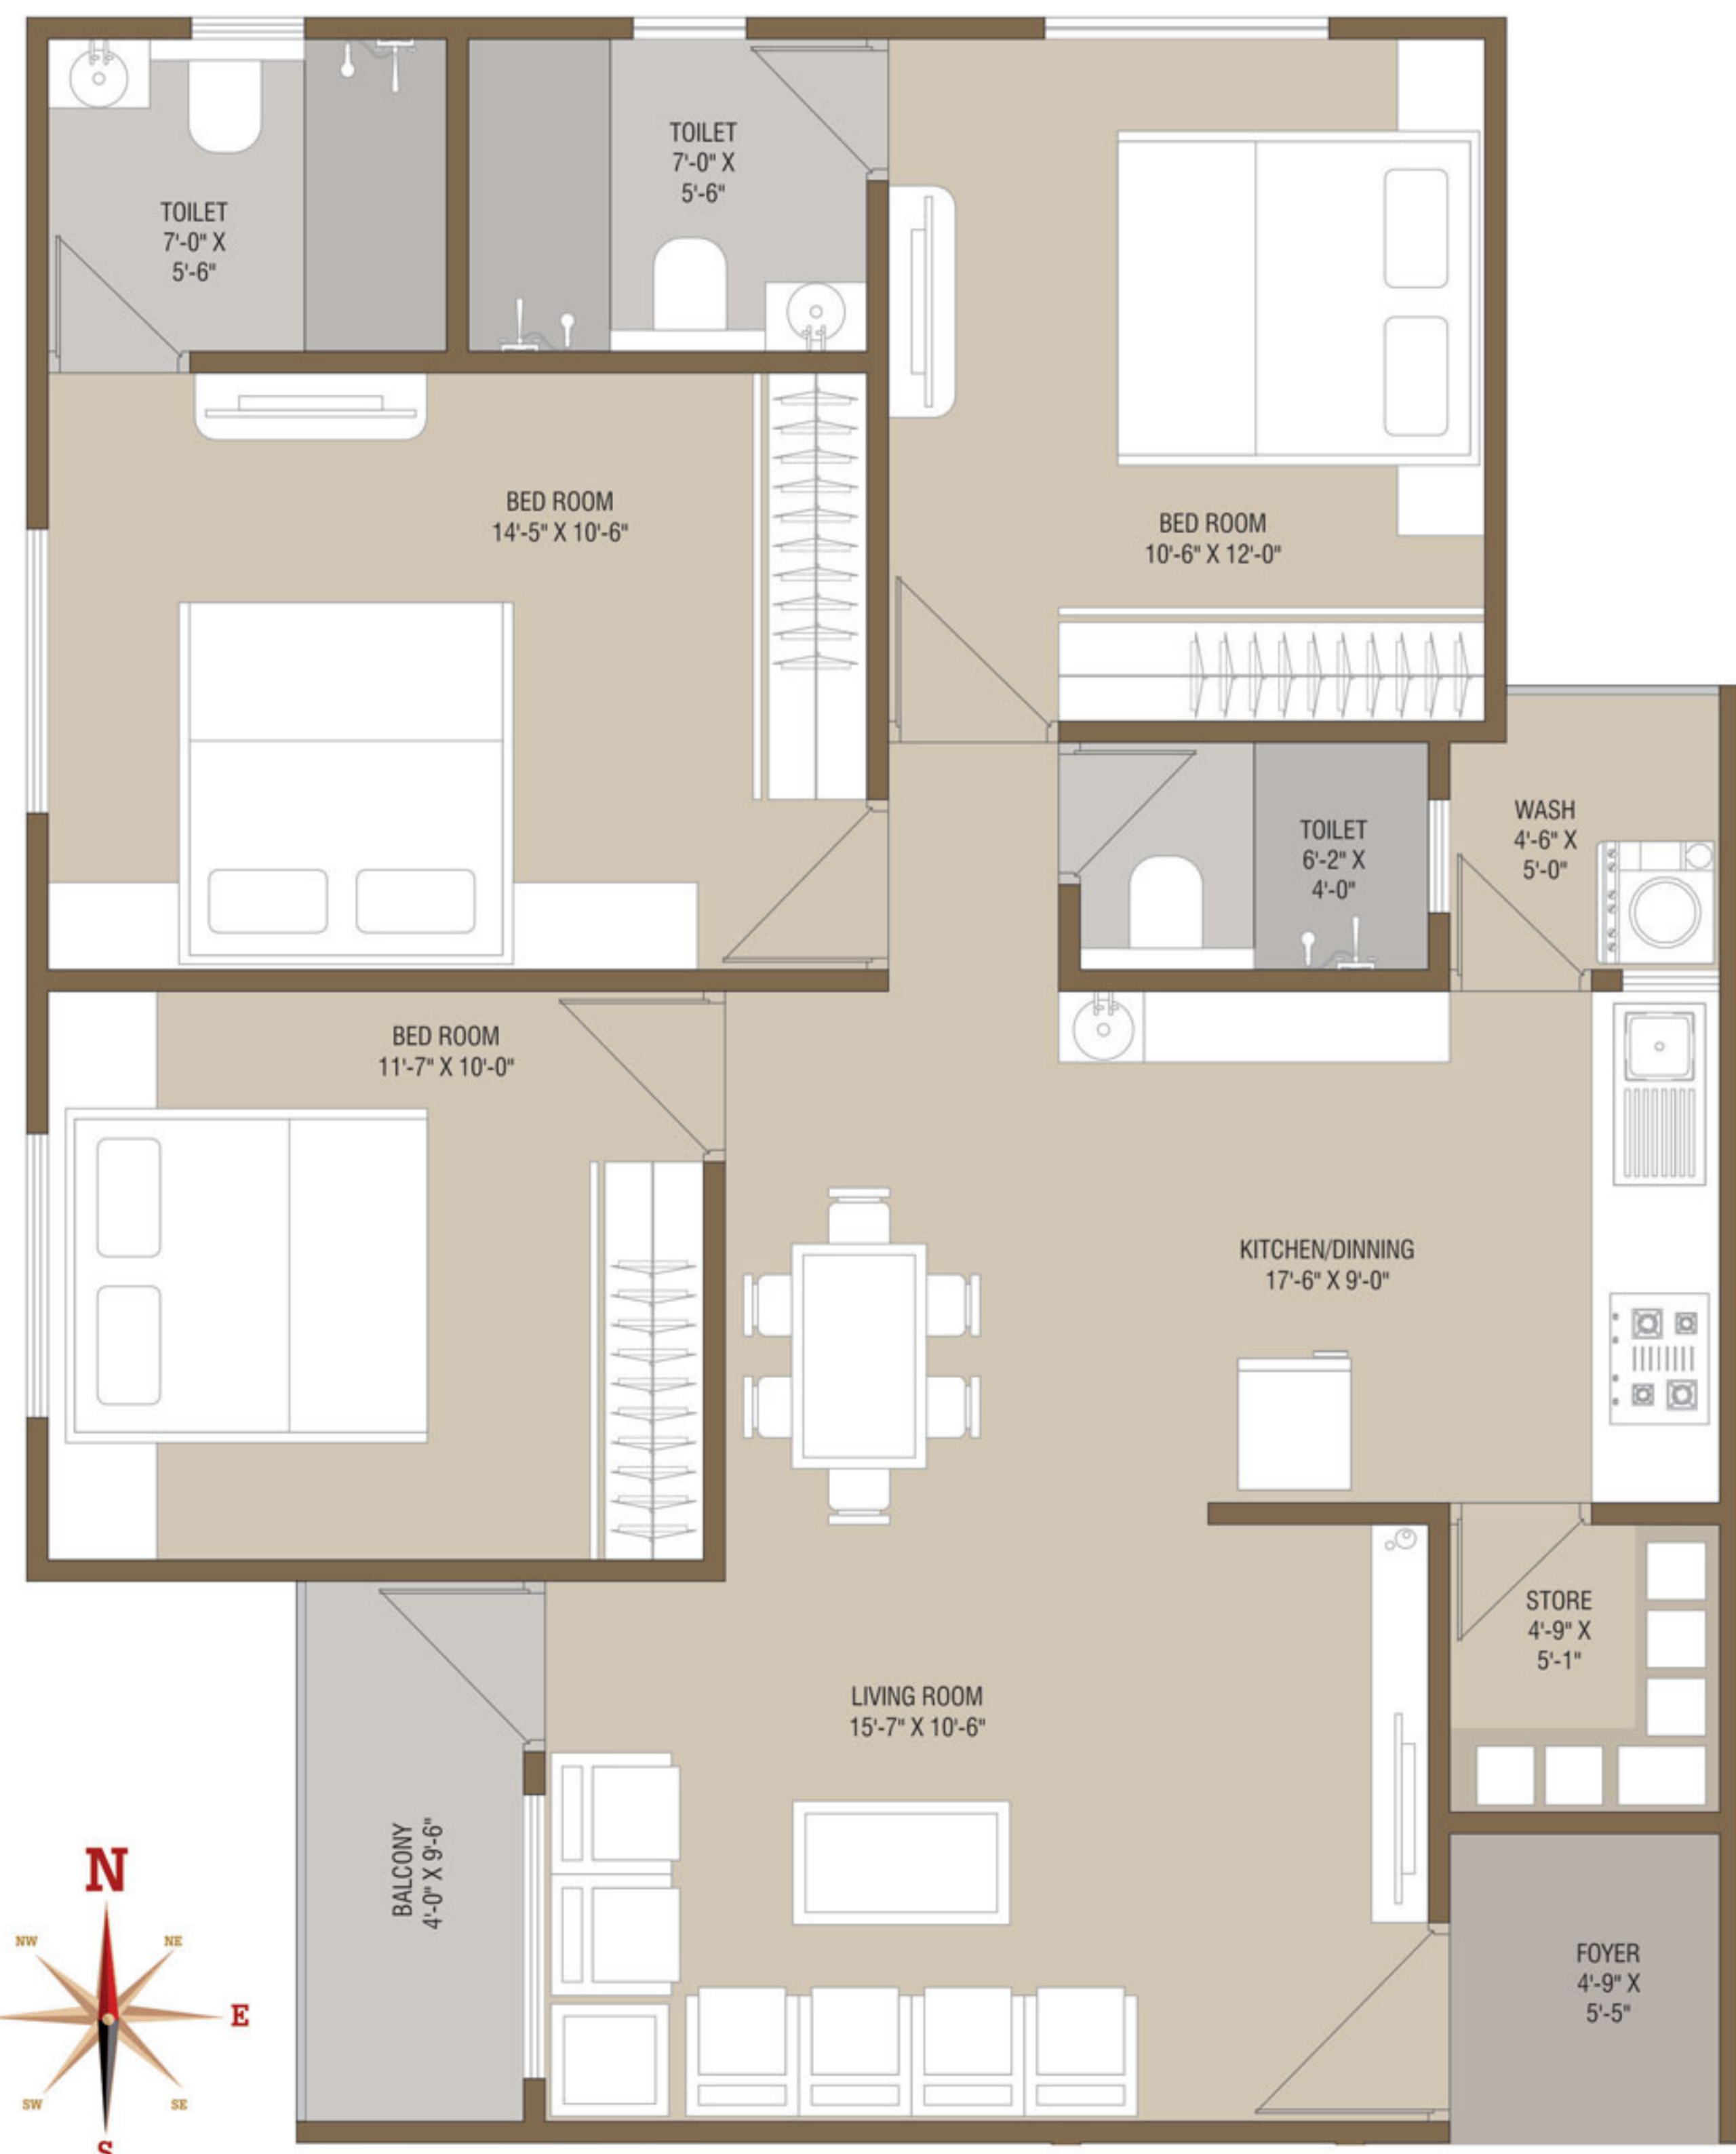 TOILET
7'-0" X
5'-6"
TOILET
7'-0" X
5'-6"
BED ROOM
14'-5" X 10'-6"
BED ROOM
10'-6" X 12'-0"
TOILET
6'-2" X
4'-0"
WASH
4'-6" X
5'-0"
BED ROOM
11'-7" X 10'-0"
KITCHEN/DINNING
17'-6" X 9'-0"
STORE
4'-9" X
5'-1"
LIVING ROOM
15'-7" X 10'-6"
BALCONY
4'-0" X 9'-6"
FOYER
4'-9" X
5'-5"
N
NW
NE
E
SW
SE
S